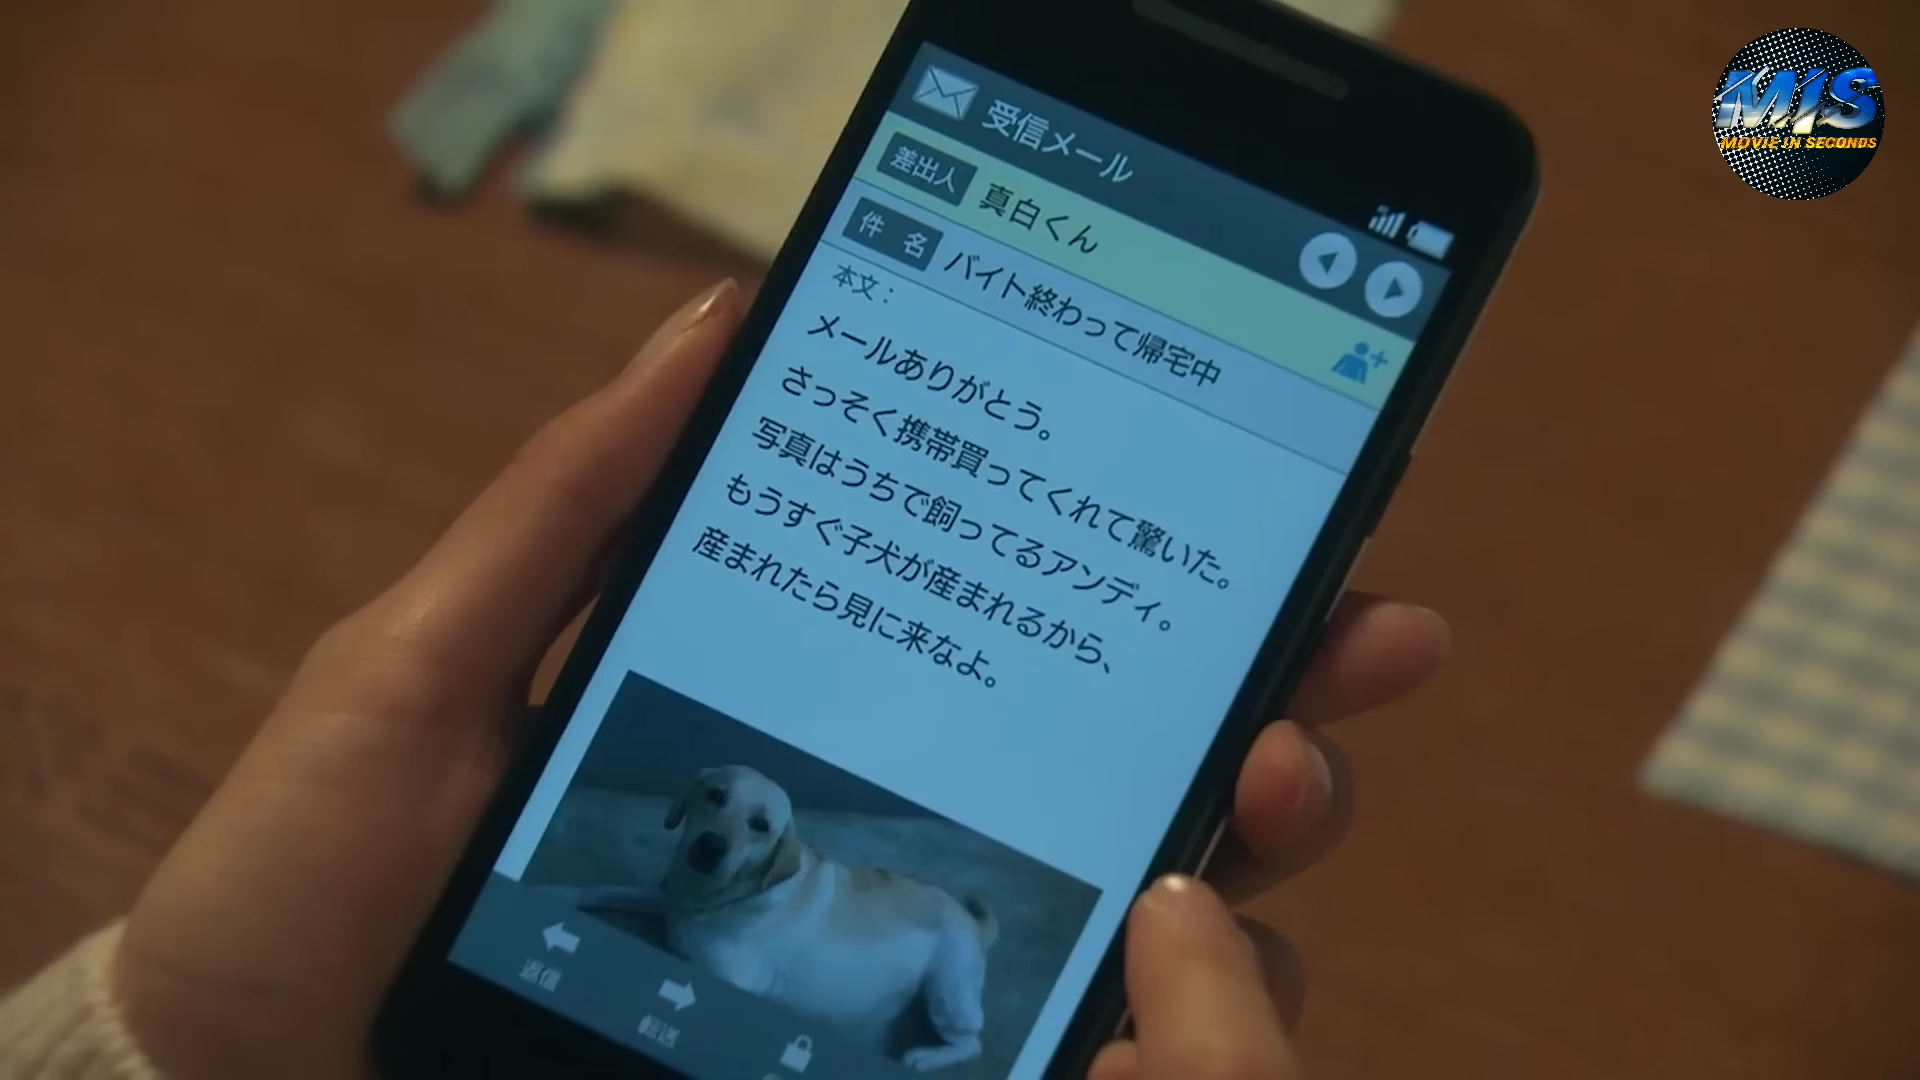 MIS
MOVIE IN SECONDS
受信メール
差出人 真白くん
件 名 バイト終わって帰宅中
本文：
メールありがとう。
さっそく携帯買ってくれて驚いた。
写真はうちで飼ってるアンディ。
もうすぐ子犬が産まれるから、
産まれたら見に来なよ。
返信
転送